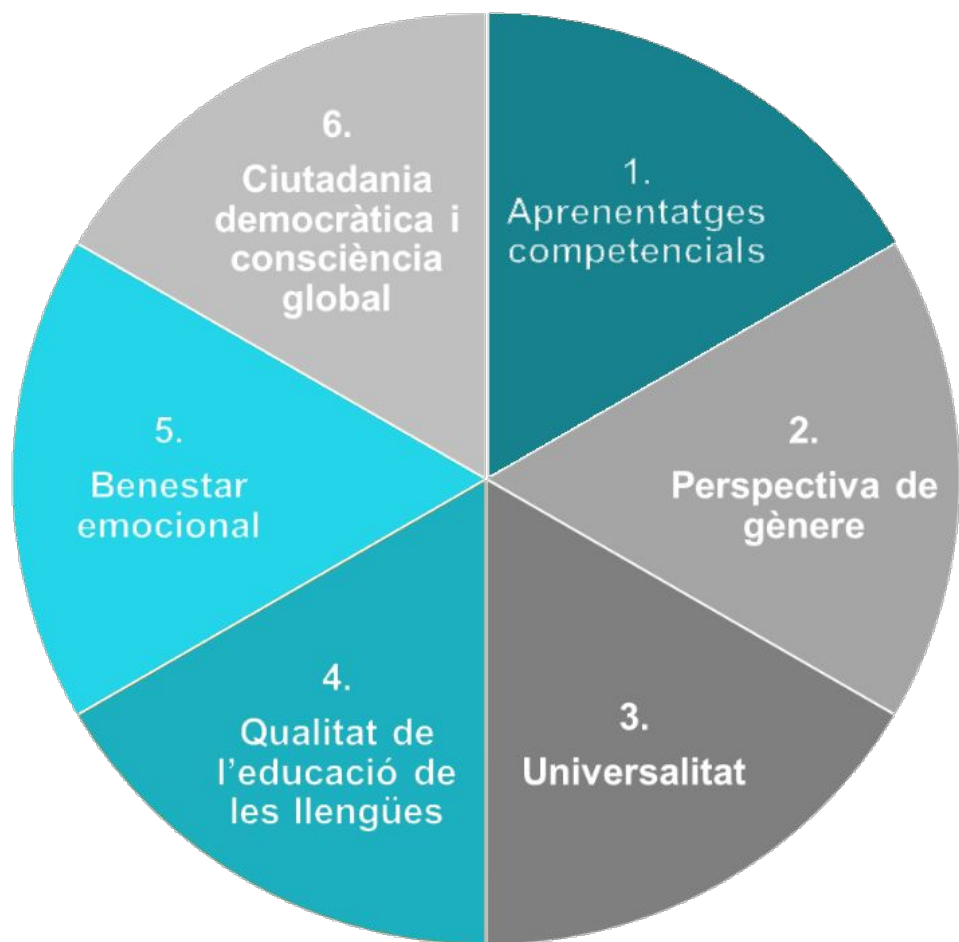 1.
Aprenentatges
competencials
2.
Perspectiva de
gènere
3.
Universalitat
4.
Qualitat de
l’educació de
les llengües
5.
Benestar
emocional
6.
Ciutadania
democràtica i
consciència
global